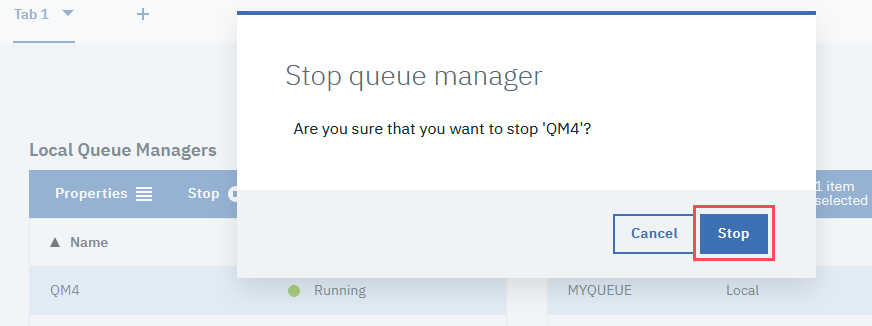 Tab 1
Stop queue manager
Are you sure that you want to stop 'QM4'?
Local Queue Managers
Properties Stop
1 item
selected
Cancel Stop
Name
QM4 Running MYQUEUE Local